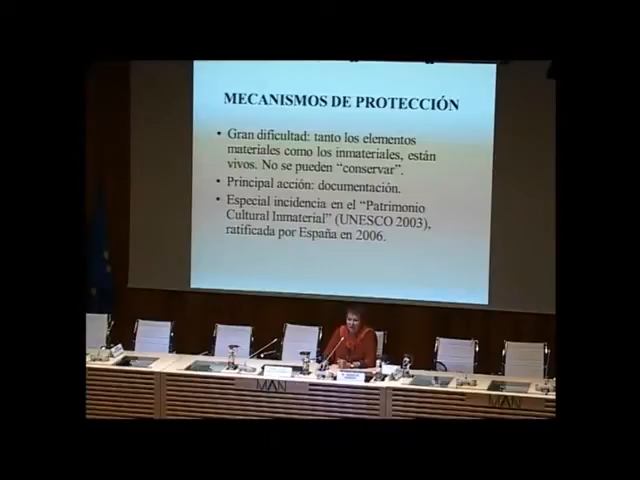 MECANISMOS DE PROTECCIÓN
• Gran dificultad: tanto los elementos
materiales como los inmateriales, están
vivos. No se pueden “conservar”.
• Principal acción: documentación.
• Especial incidencia en el “Patrimonio
Cultural Inmaterial” (UNESCO 2003),
ratificada por España en 2006.
MAN
MAN